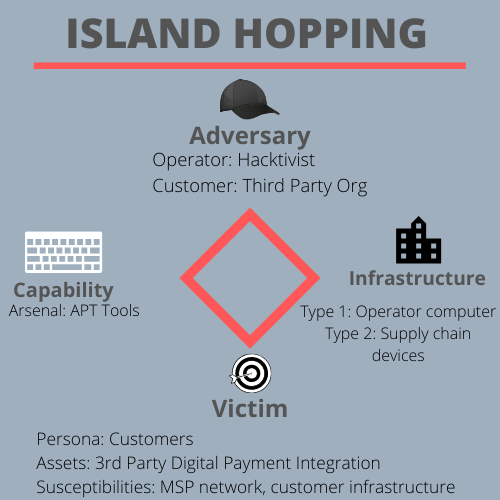 ISLAND HOPPING
Adversary
Operator: Hacktivist
Customer: Third Party Org
Capability
Arsenal: APT Tools
Infrastructure
Type 1: Operator computer
Type 2: Supply chain
devices
Victim
Persona: Customers
Assets: 3rd Party Digital Payment Integration
Susceptibilities: MSP network, customer infrastructure